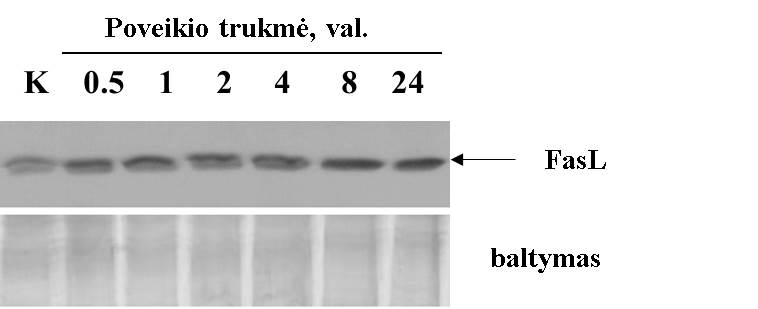 Poveikio trukmė, val.
K 0.5 1 2 4 8 24
FasL
baltymas